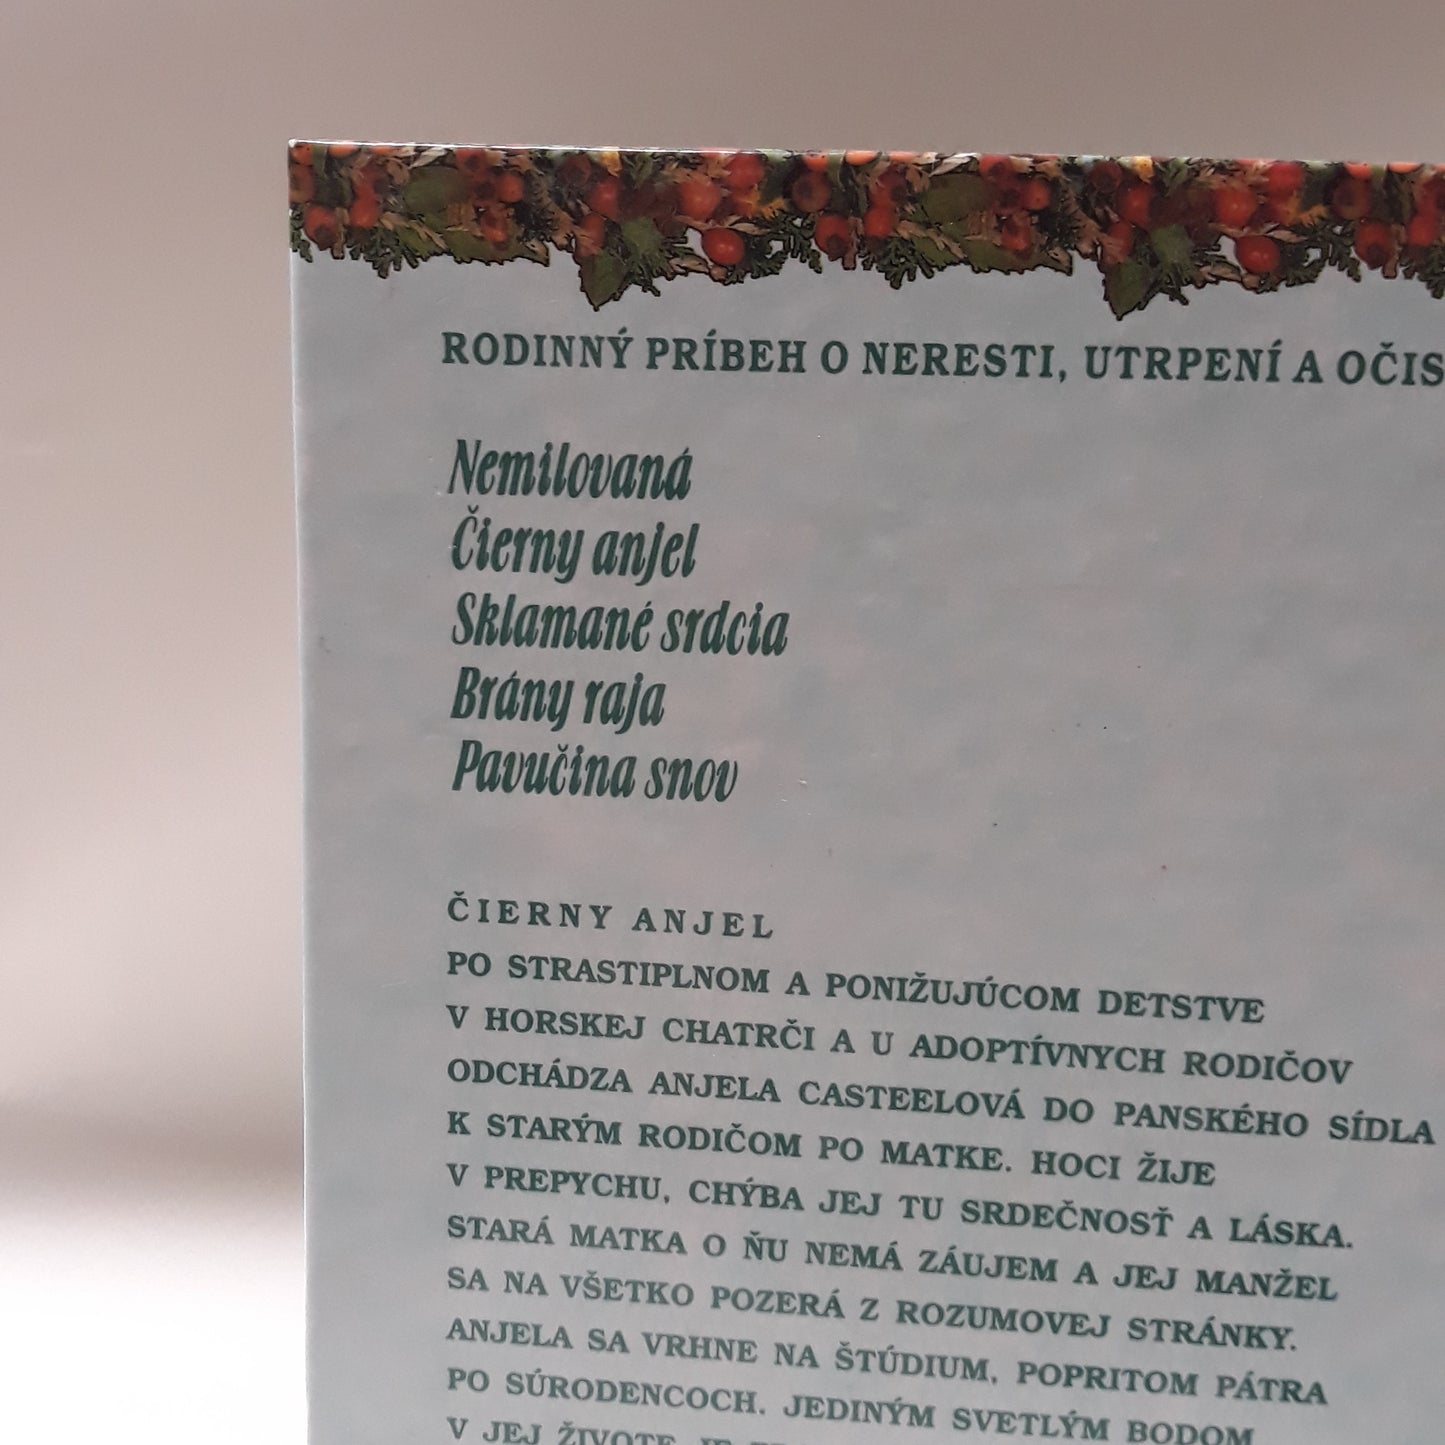 RODINNÝ PRÍBEH O NERESTI, UTRPENÍ A
Nemilovaná
Čierny anjel
Sklamané srdcia
Brány raja
Pavučina snov
ČIERNY ANJEL
PO STRASTIPLNOM A PONIŽUJÚCOM DETSTVE
V HORSKEJ CHATRČI A U ADOPTÍVNYCH RODIČOV
ODCHÁDZA ANJELA CASTEELOVÁ DO PANSKÉHO SÍDLA
K STARÝM RODIČOM PO MATKE. HOCI ŽIJE
V PREPYCHU, CHÝBA JEJ TU SRDEČNOSŤ A LÁSKA.
STARÁ MATKA O ŇU NEMÁ ZÁUJEM A JEJ MANŽEL
SA NA VŠETKO POZERÁ Z ROZUMOVEJ STRÁNKY.
ANJELA SA VRHNE NA ŠTÚDIUM, POPRITOM PÁTRA
PO SÚRODENCOCH. JEDINÝM SVETLÝM BODOM
V JEJ ŽIVOTE JE